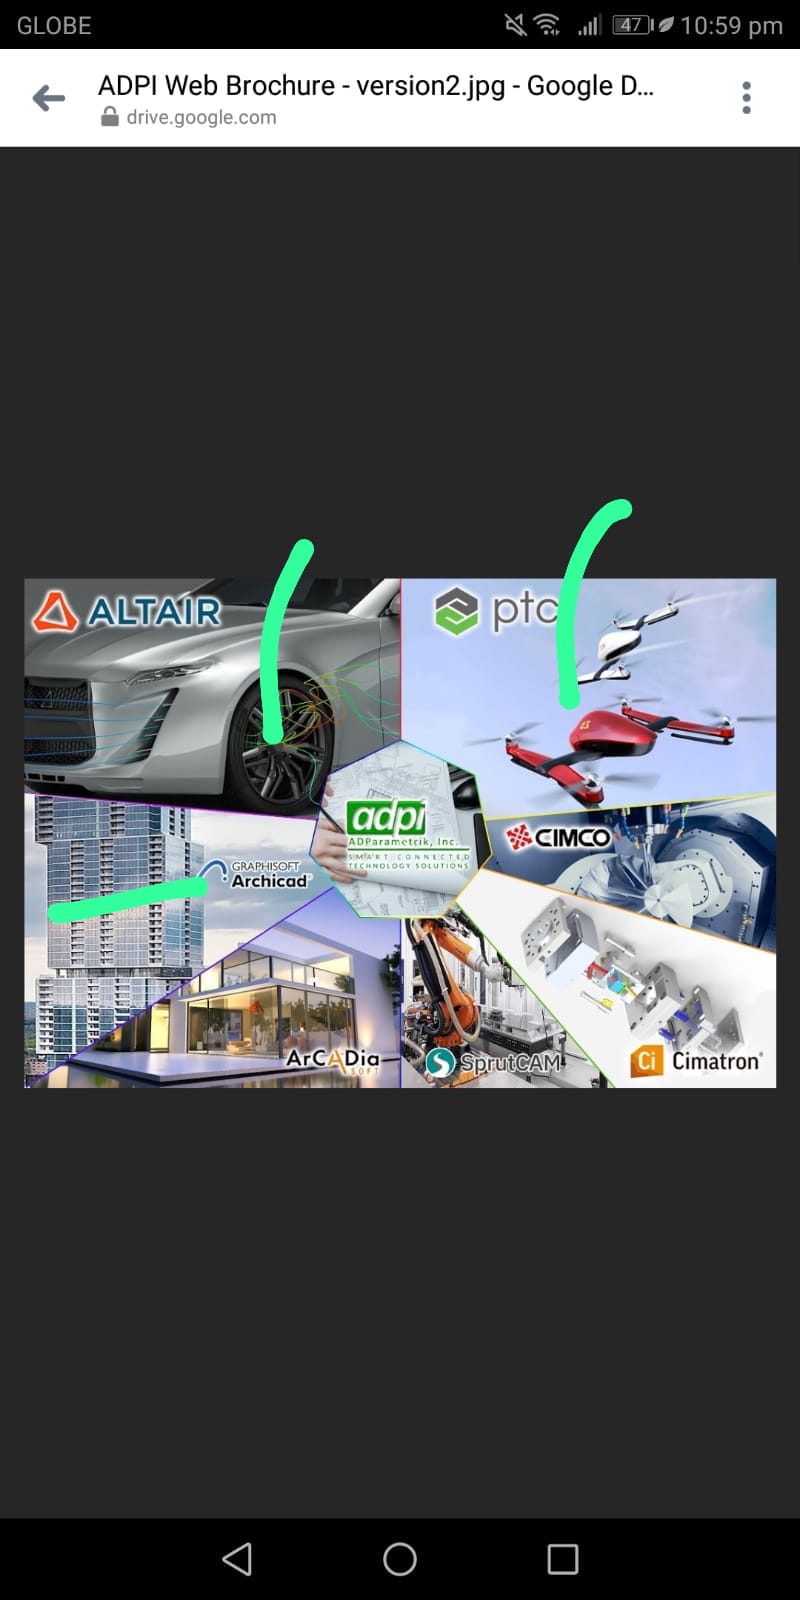 GLOBE
47
10:59 pm
ADPI Web Brochure - version2.jpg - Google D...
drive.google.com
ALTAIR
ptc
adpi
ADParametrik, Inc.
SMART CONNECTED
TECHNOLOGY SOLUTIONS
CIMCO
GRAPHISOFT
Archicad
ArCADia
SOFT
SprutCAM
Ci Cimatron